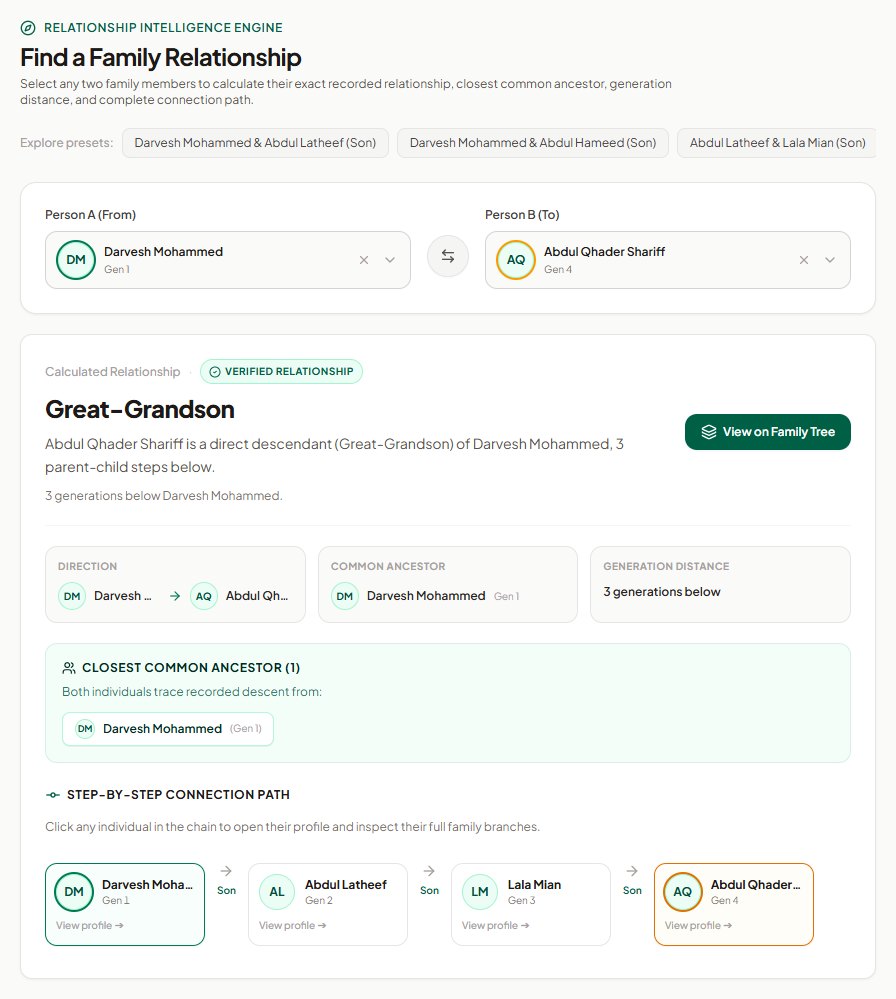 RELATIONSHIP INTELLIGENCE ENGINE
Find a Family Relationship
Select any two family members to calculate their exact recorded relationship, closest common ancestor, generation
distance, and complete connection path.
Explore presets: Darvesh Mohammed & Abdul Latheef (Son) Darvesh Mohammed & Abdul Hameed (Son) Abdul Latheef & Lala Mian (Son)
Person A (From) Person B (To)
DM Darvesh Mohammed AQ Abdul Qhader Shariff
Gen 1 Gen 4
Calculated Relationship · VERIFIED RELATIONSHIP
Great-Grandson
View on Family Tree
Abdul Qhader Shariff is a direct descendant (Great-Grandson) of Darvesh Mohammed, 3
parent-child steps below.
3 generations below Darvesh Mohammed.
DIRECTION COMMON ANCESTOR GENERATION DISTANCE
DM Darvesh ... → AQ Abdul Qh... DM Darvesh Mohammed Gen 1 3 generations below
CLOSEST COMMON ANCESTOR (1)
Both individuals trace recorded descent from:
DM Darvesh Mohammed (Gen 1)
STEP-BY-STEP CONNECTION PATH
Click any individual in the chain to open their profile and inspect their full family branches.
DM Darvesh Moha... → Son AL Abdul Latheef → Son LM Lala Mian → Son AQ Abdul Qhader...
Gen 1 Gen 2 Gen 3 Gen 4
View profile → View profile → View profile → View profile →